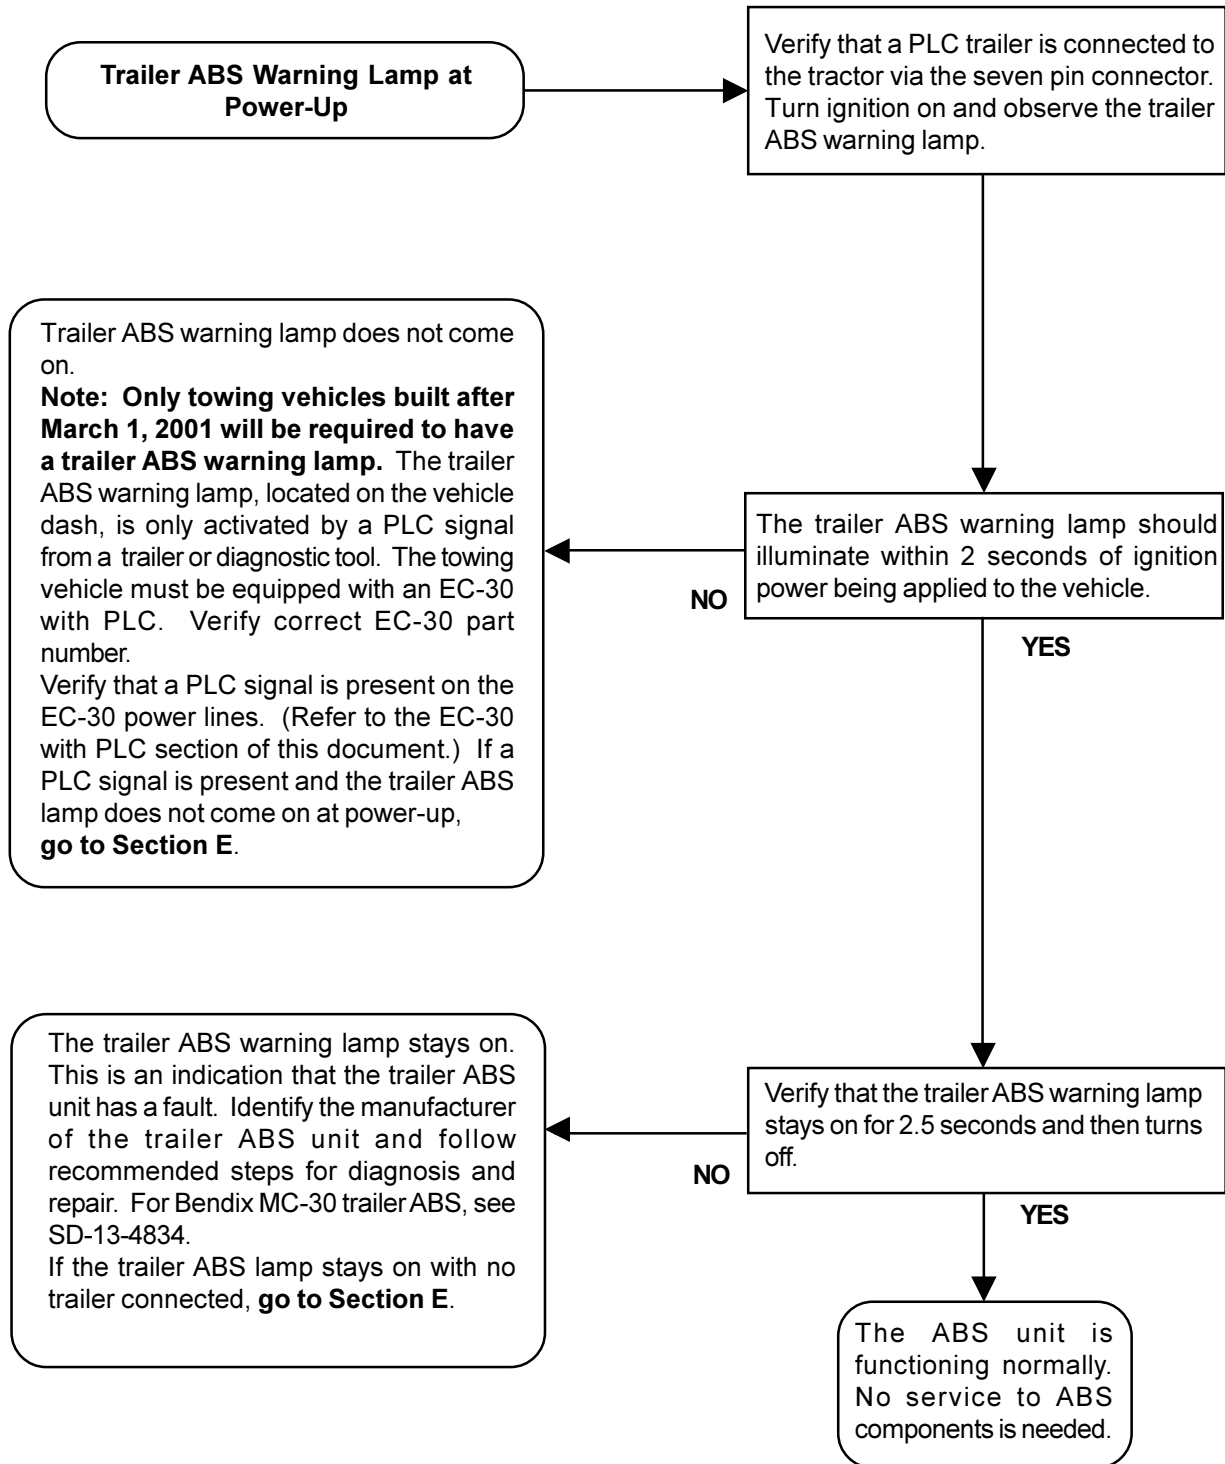 Trailer ABS Warning Lamp at
Power-Up
Verify that a PLC trailer is connected to
the tractor via the seven pin connector.
Turn ignition on and observe the trailer
ABS warning lamp.
Trailer ABS warning lamp does not come
on.
Note: Only towing vehicles built after
March 1, 2001 will be required to have
a trailer ABS warning lamp. The trailer
ABS warning lamp, located on the vehicle
dash, is only activated by a PLC signal
from a trailer or diagnostic tool. The towing
vehicle must be equipped with an EC-30
with PLC. Verify correct EC-30 part
number.
Verify that a PLC signal is present on the
EC-30 power lines. (Refer to the EC-30
with PLC section of this document.) If a
PLC signal is present and the trailer ABS
lamp does not come on at power-up,
go to Section E.
The trailer ABS warning lamp should
illuminate within 2 seconds of ignition
power being applied to the vehicle.
NO
YES
The trailer ABS warning lamp stays on.
This is an indication that the trailer ABS
unit has a fault. Identify the manufacturer
of the trailer ABS unit and follow
recommended steps for diagnosis and
repair. For Bendix MC-30 trailer ABS, see
SD-13-4834.
If the trailer ABS lamp stays on with no
trailer connected, go to Section E.
Verify that the trailer ABS warning lamp
stays on for 2.5 seconds and then turns
off.
NO
YES
The ABS unit is
functioning normally.
No service to ABS
components is needed.